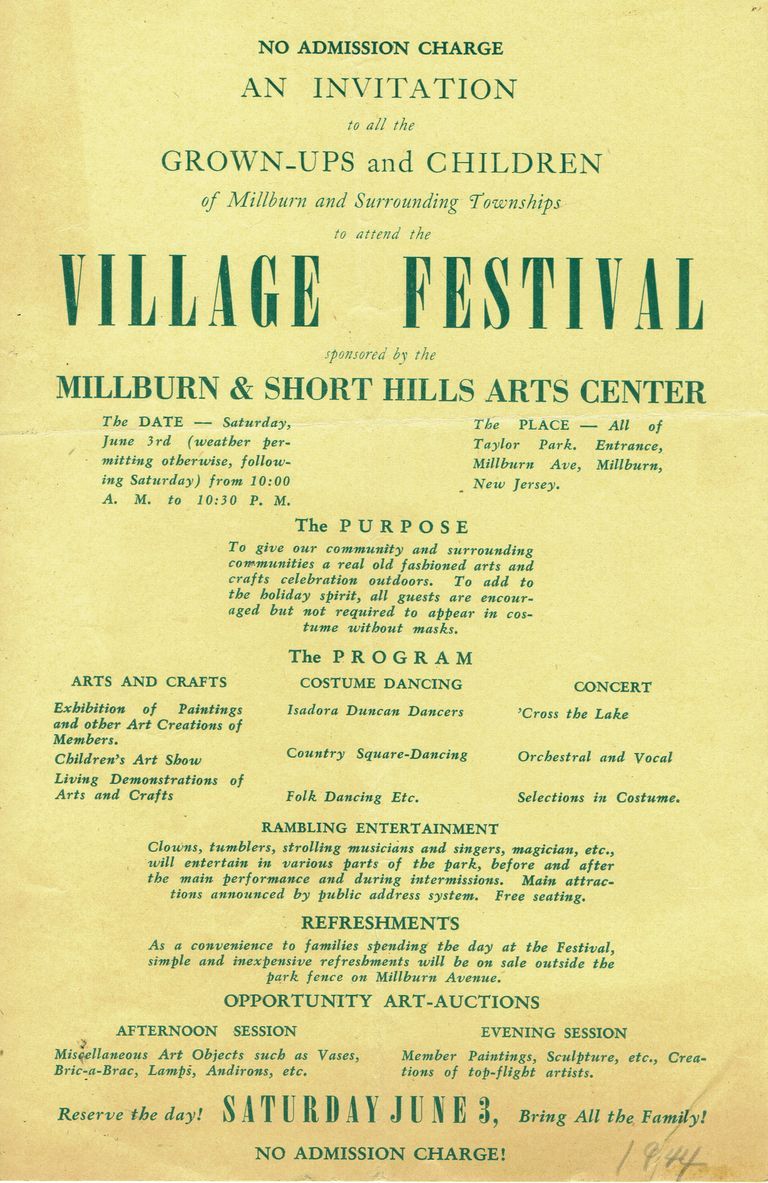 NO ADMISSION CHARGE
AN INVITATION
to all the
GROWN-UPS and CHILDREN
of Millburn and Surrounding Townships
to attend the
VILLAGE FESTIVAL
sponsored by the
MILLBURN & SHORT HILLS ARTS CENTER
The DATE — Saturday,
June 3rd (weather per-
mitting otherwise, follow-
ing Saturday) from 10:00
A. M. to 10:30 P. M.
The PLACE — All of
Taylor Park. Entrance,
Millburn Ave, Millburn,
New Jersey.
The PURPOSE
To give our community and surrounding
communities a real old fashioned arts and
crafts celebration outdoors. To add to
the holiday spirit, all guests are encour-
aged but not required to appear in cos-
tume without masks.
The PROGRAM
ARTS AND CRAFTS
Exhibition of Paintings
and other Art Creations of
Members.
Children's Art Show
Living Demonstrations of
Arts and Crafts
COSTUME DANCING
Isadora Duncan Dancers
Country Square-Dancing
Folk Dancing Etc.
CONCERT
'Cross the Lake
Orchestral and Vocal
Selections in Costume.
RAMBLING ENTERTAINMENT
Clowns, tumblers, strolling musicians and singers, magician, etc.,
will entertain in various parts of the park, before and after
the main performance and during intermissions. Main attrac-
tions announced by public address system. Free seating.
REFRESHMENTS
As a convenience to families spending the day at the Festival,
simple and inexpensive refreshments will be on sale outside the
park fence on Millburn Avenue.
OPPORTUNITY ART-AUCTIONS
AFTERNOON SESSION
Miscellaneous Art Objects such as Vases,
Bric-a-Brac, Lamps, Andirons, etc.
EVENING SESSION
Member Paintings, Sculpture, etc., Crea-
tions of top-flight artists.
Reserve the day! SATURDAY JUNE 3, Bring All the Family!
NO ADMISSION CHARGE!
1944